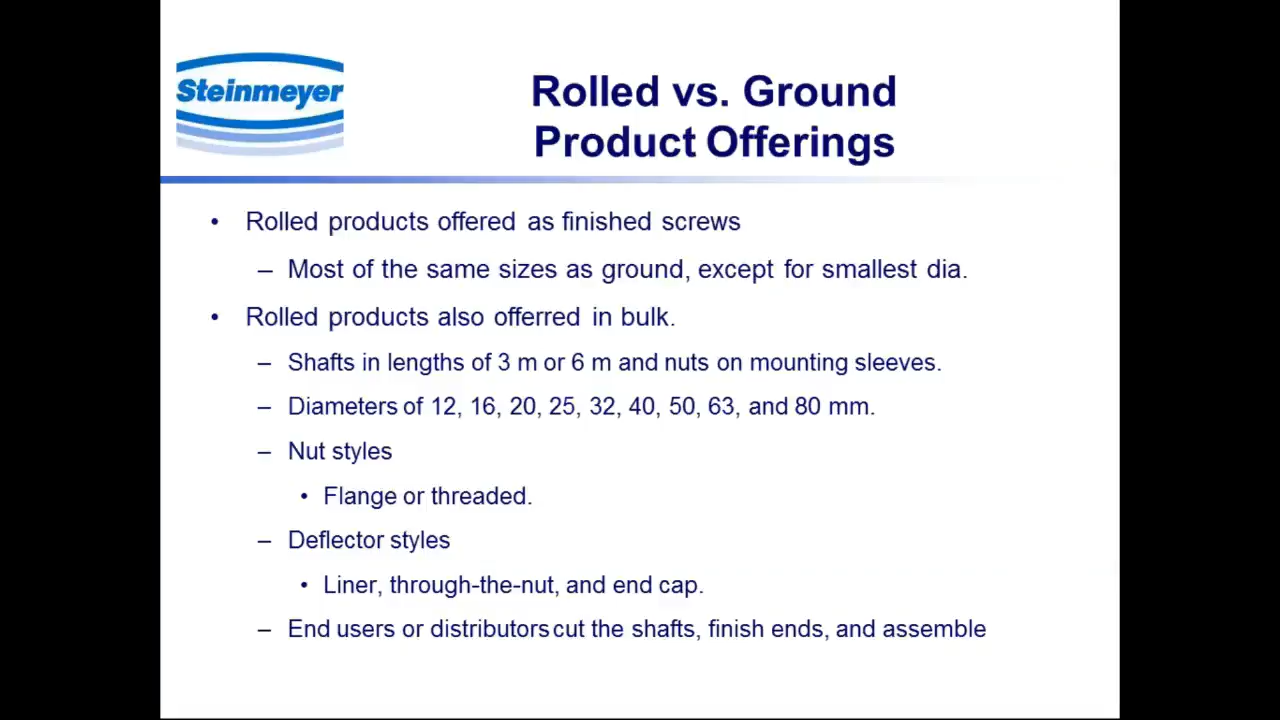 Steinmeyer
Rolled vs. Ground
Product Offerings
• Rolled products offered as finished screws
– Most of the same sizes as ground, except for smallest dia.
• Rolled products also offerred in bulk.
– Shafts in lengths of 3 m or 6 m and nuts on mounting sleeves.
– Diameters of 12, 16, 20, 25, 32, 40, 50, 63, and 80 mm.
– Nut styles
• Flange or threaded.
– Deflector styles
• Liner, through-the-nut, and end cap.
– End users or distributors cut the shafts, finish ends, and assemble